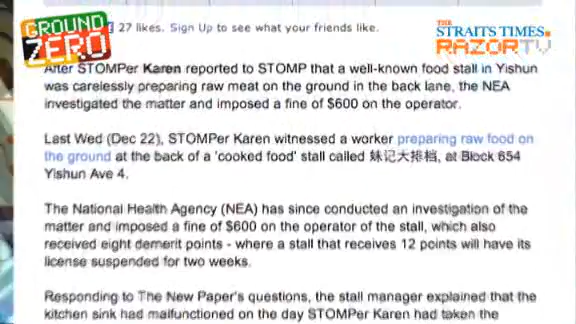 GROUND
ZERO
27 likes. Sign Up to see what your friends like.
THE
STRAITS TIMES
RAZORTV
After STOMPer Karen reported to STOMP that a well-known food stall in Yishun
was carelessly preparing raw meat on the ground in the back lane, the NEA
investigated the matter and imposed a fine of $600 on the operator.
Last Wed (Dec 22), STOMPer Karen witnessed a worker preparing raw food on
the ground at the back of a 'cooked food' stall called 妹记大排档, at Block 654
Yishun Ave 4.
The National Health Agency (NEA) has since conducted an investigation of the
matter and imposed a fine of $600 on the operator of the stall, which also
received eight demerit points - where a stall that receives 12 points will have its
license suspended for two weeks.
Responding to The New Paper's questions, the stall manager explained that the
kitchen sink had malfunctioned on the day STOMPer Karen had taken the